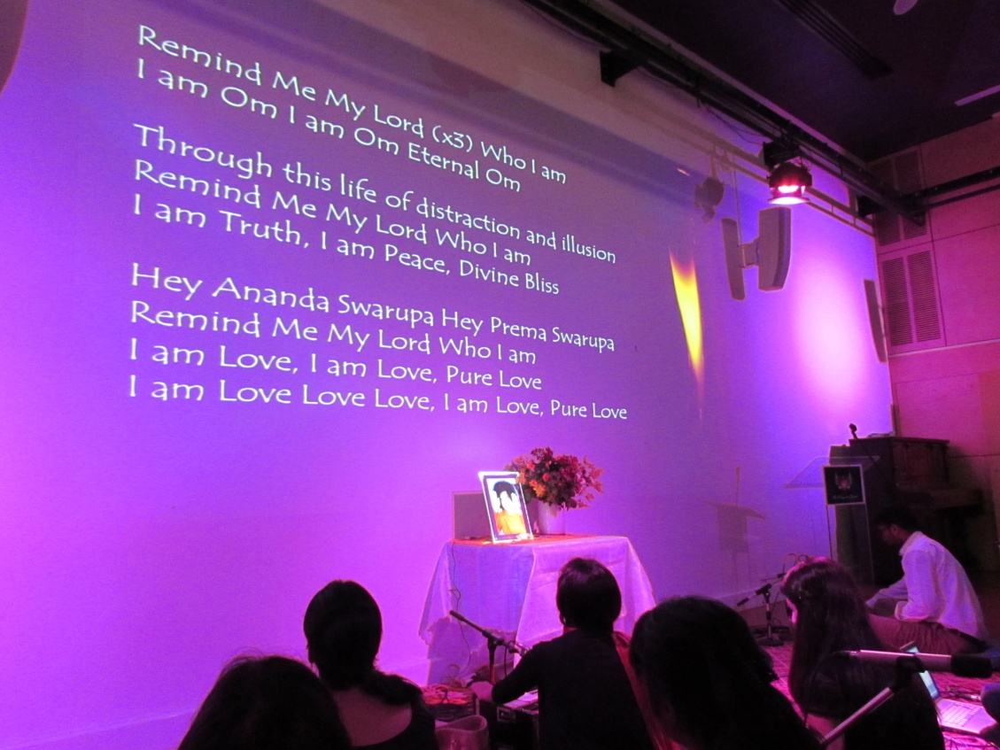 Remind Me My Lord (x3) Who I am
I am Om I am Om Eternal Om
Through this life of distraction and illusion
Remind Me My Lord Who I am
I am Truth, I am Peace, Divine Bliss
Hey Ananda Swarupa Hey Prema Swarupa
Remind Me My Lord Who I am
I am Love, I am Love, Pure Love
I am Love Love Love, I am Love, Pure Love